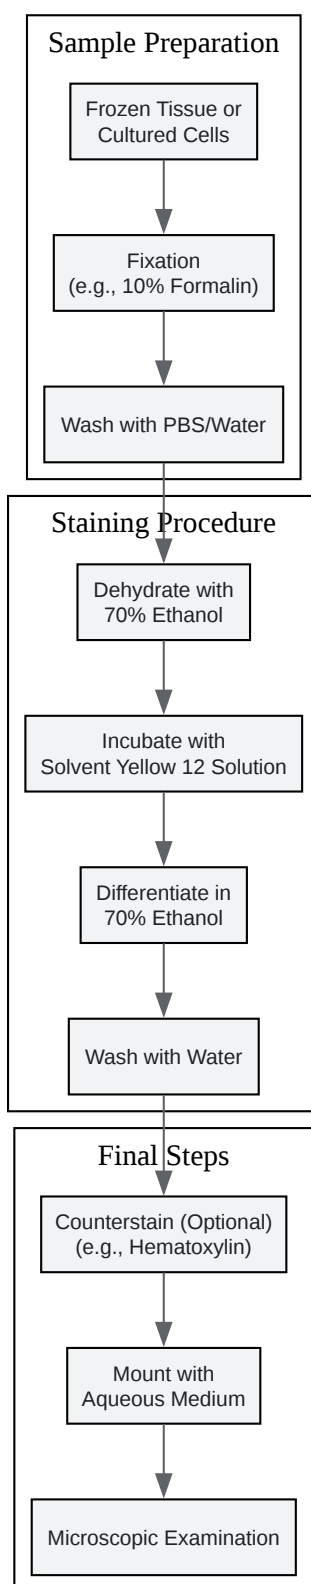 Sample Preparation
Frozen Tissue or
Cultured Cells
Fixation
(e.g., 10% Formalin)
Wash with PBS/Water
Staining Procedure
Dehydrate with
70% Ethanol
Incubate with
Solvent Yellow 12 Solution
Differentiate in
70% Ethanol
Wash with Water
Final Steps
Counterstain (Optional)
(e.g., Hematoxylin)
Mount with
Aqueous Medium
Microscopic Examination